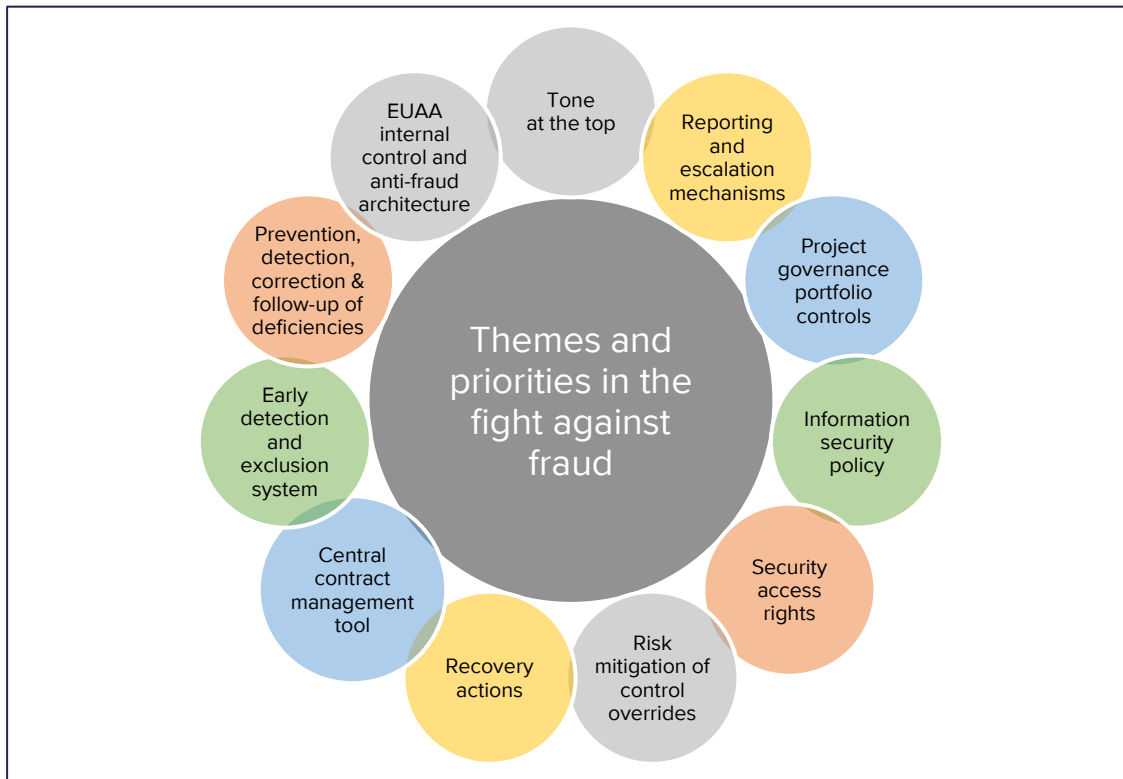 Themes and
priorities in the
fight against
fraud
Tone
at the top
Reporting
and
escalation
mechanisms
Project
governance
portfolio
controls
Information
security
policy
Security
access
rights
Risk
mitigation of
control
overrides
Recovery
actions
Central
contract
management
tool
Early
detection
and
exclusion
system
Prevention,
detection,
correction &
follow-up of
deficiencies
EUAA
internal
control and
anti-fraud
architecture